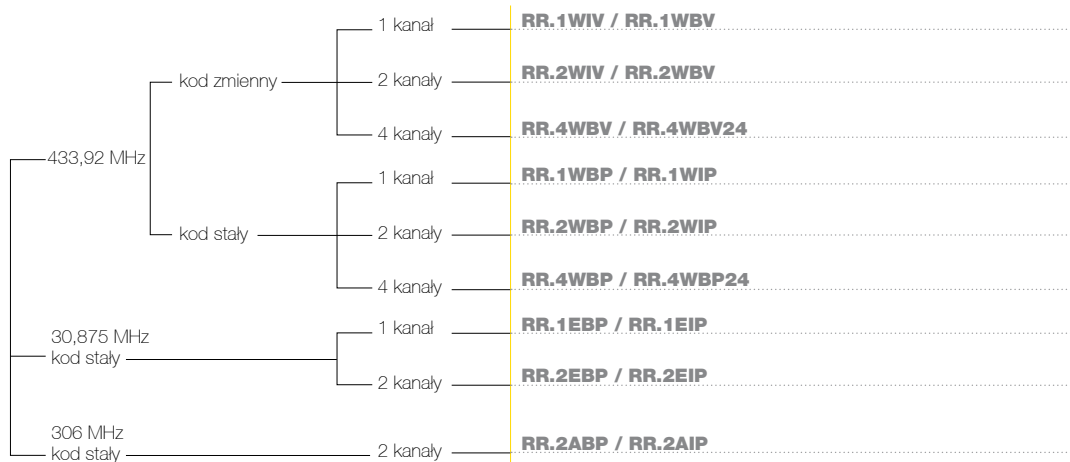 1 kanał RR.1WIV / RR.1WBV
kod zmienny 2 kanały RR.2WIV / RR.2WBV
4 kanały RR.4WBV / RR.4WBV24
433,92 MHz
1 kanał RR.1WBP / RR.1WIP
kod stały 2 kanały RR.2WBP / RR.2WIP
4 kanały RR.4WBP / RR.4WBP24
30,875 MHz
kod stały
1 kanał RR.1EBP / RR.1EIP
2 kanały RR.2EBP / RR.2EIP
306 MHz
kod stały 2 kanały RR.2ABP / RR.2AIP